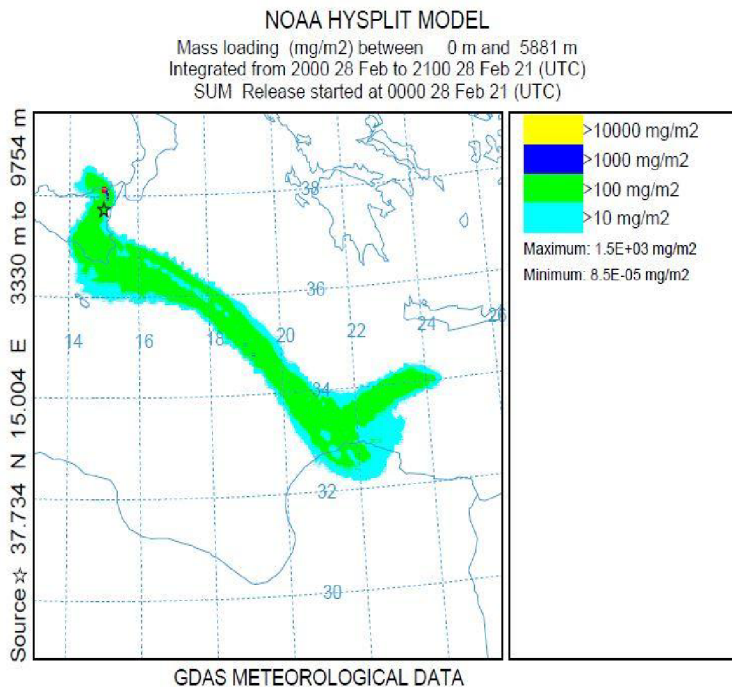 NOAA HYSPLIT MODEL
Mass loading (mg/m2) between 0 m and 5881 m
Integrated from 2000 28 Feb to 2100 28 Feb 21 (UTC)
SUM Release started at 0000 28 Feb 21 (UTC)
Source ☆ 37.734 N 15.004 E 3330 m to 9754 m
38
36
26
24
22
20
18
16
14
34
32
30
>10000 mg/m2
>1000 mg/m2
>100 mg/m2
>10 mg/m2
Maximum: 1.5E+03 mg/m2
Minimum: 8.5E-05 mg/m2
GDAS METEOROLOGICAL DATA